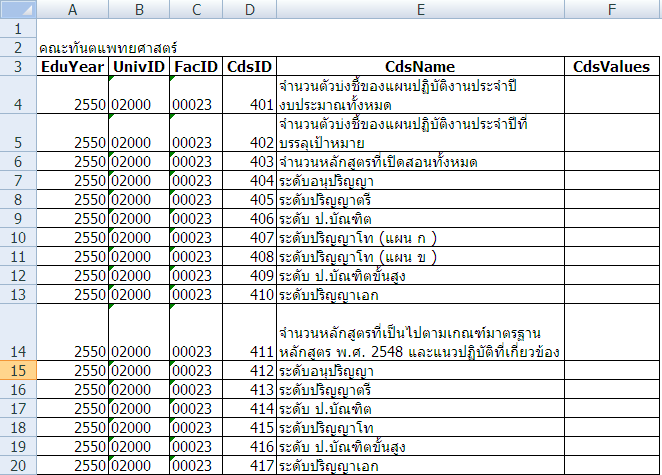 A B C D E F
1
2 คณะทันตแพทยศาสตร์
3 EduYear UnivID FacID CdsID CdsName CdsValues
จำนวนตัวบ่งชี้ของแผนปฏิบัติงานประจำปี
4 2550 02000 00023 401 งบประมาณทั้งหมด
จำนวนตัวบ่งชี้ของแผนปฏิบัติงานประจำปีที่
5 2550 02000 00023 402 บรรลุเป้าหมาย
6 2550 02000 00023 403 จำนวนหลักสูตรที่เปิดสอนทั้งหมด
7 2550 02000 00023 404 ระดับอนุปริญญา
8 2550 02000 00023 405 ระดับปริญญาตรี
9 2550 02000 00023 406 ระดับ ป.บัณฑิต
10 2550 02000 00023 407 ระดับปริญญาโท (แผน ก )
11 2550 02000 00023 408 ระดับปริญญาโท (แผน ข )
12 2550 02000 00023 409 ระดับ ป.บัณฑิตขั้นสูง
13 2550 02000 00023 410 ระดับปริญญาเอก
จำนวนหลักสูตรที่เป็นไปตามเกณฑ์มาตรฐาน
14 2550 02000 00023 411 หลักสูตร พ.ศ. 2548 และแนวปฏิบัติที่เกี่ยวข้อง
15 2550 02000 00023 412 ระดับอนุปริญญา
16 2550 02000 00023 413 ระดับปริญญาตรี
17 2550 02000 00023 414 ระดับ ป.บัณฑิต
18 2550 02000 00023 415 ระดับปริญญาโท
19 2550 02000 00023 416 ระดับ ป.บัณฑิตขั้นสูง
20 2550 02000 00023 417 ระดับปริญญาเอก